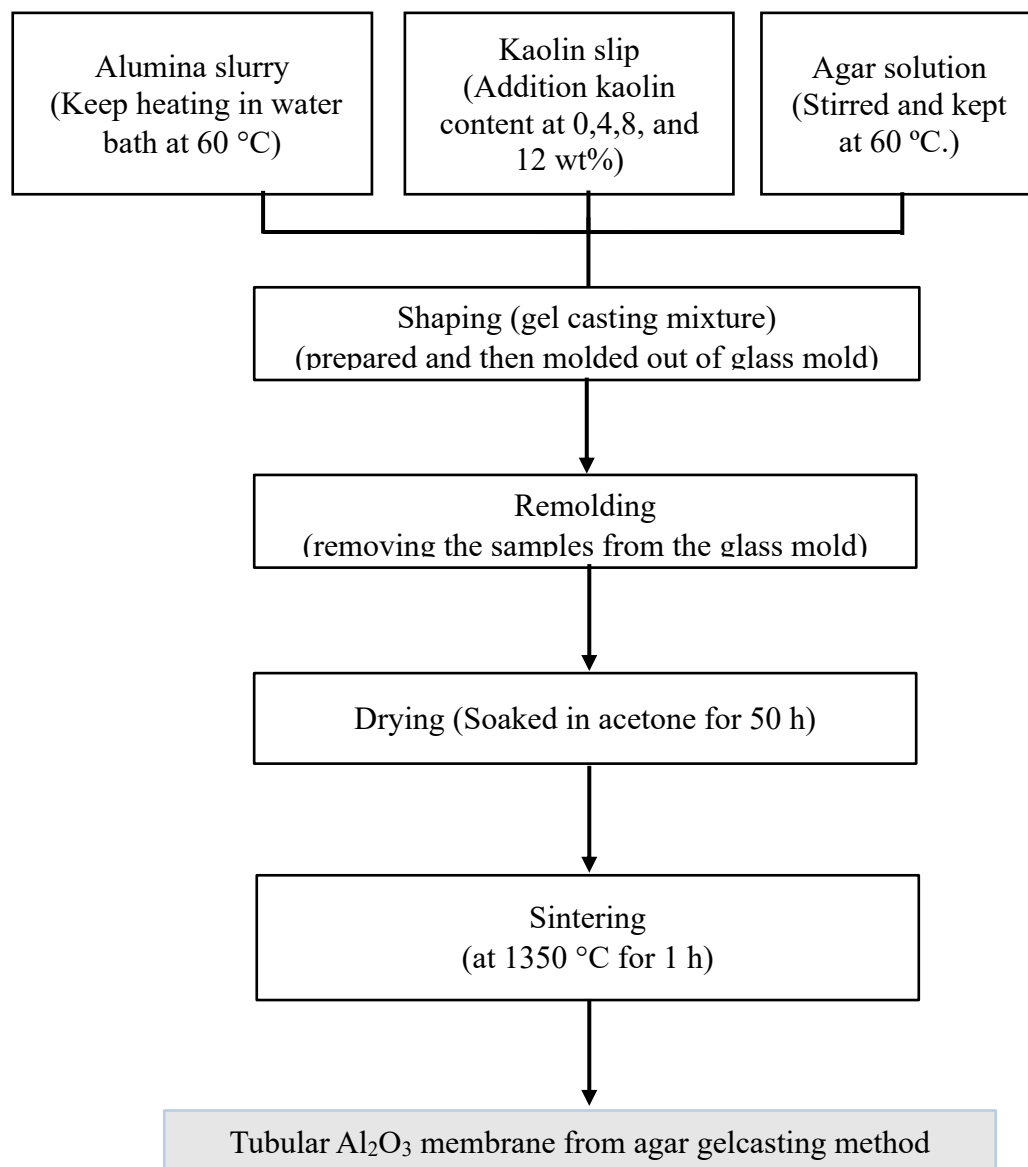 Alumina slurry
(Keep heating in water
bath at 60 °C)
Kaolin slip
(Addition kaolin
content at 0,4,8, and
12 wt%)
Agar solution
(Stirred and kept
at 60 ºC.)
Shaping (gel casting mixture)
(prepared and then molded out of glass mold)
Remolding
(removing the samples from the glass mold)
Drying (Soaked in acetone for 50 h)
Sintering
(at 1350 °C for 1 h)
Tubular Al₂O₃ membrane from agar gelcasting method